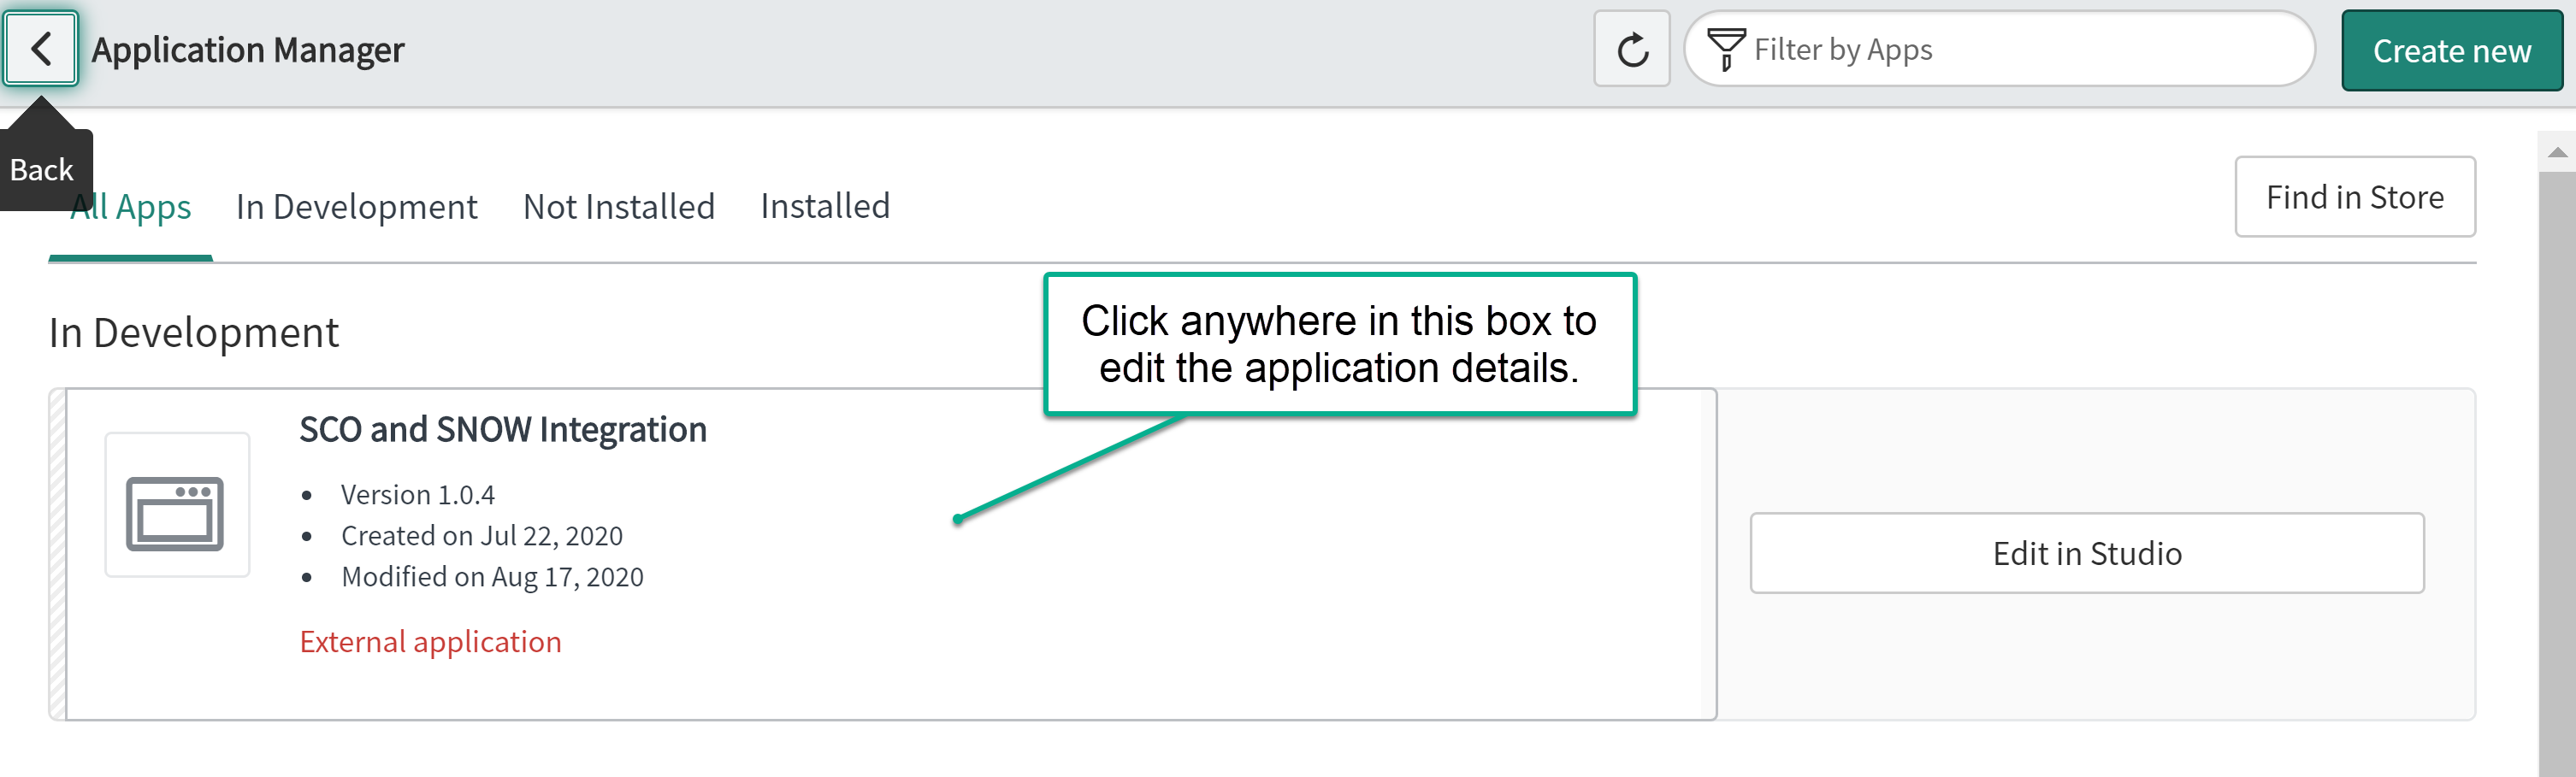 Application Manager
Filter by Apps
Create new
Back
All Apps
In Development
Not Installed
Installed
Find in Store
In Development
Click anywhere in this box to
edit the application details.
SCO and SNOW Integration
• Version 1.0.4
• Created on Jul 22, 2020
• Modified on Aug 17, 2020
External application
Edit in Studio